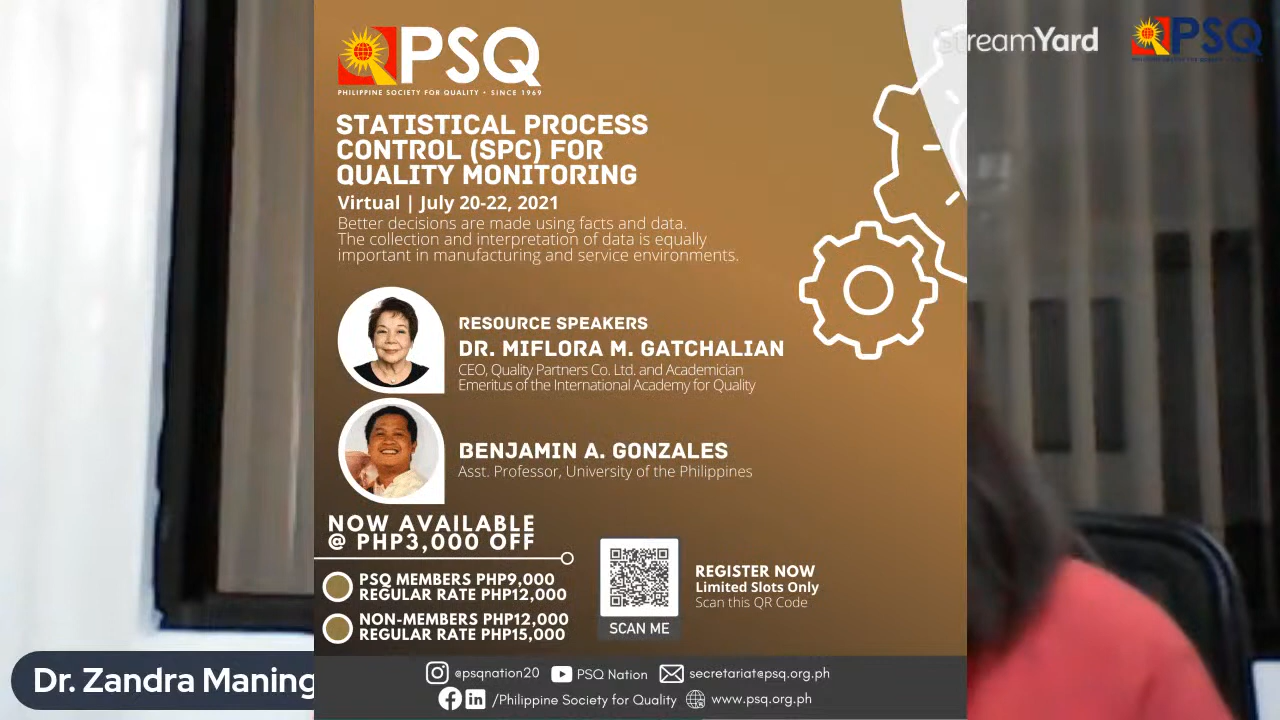 PSQ
PHILIPPINE SOCIETY FOR QUALITY • SINCE 1969
StreamYard
PSQ
STATISTICAL PROCESS
CONTROL (SPC) FOR
QUALITY MONITORING
Virtual | July 20-22, 2021
Better decisions are made using facts and data.
The collection and interpretation of data is equally
important in manufacturing and service environments.
RESOURCE SPEAKERS
DR. MIFLORA M. GATCHALIAN
CEO, Quality Partners Co. Ltd. and Academician
Emeritus of the International Academy for Quality
BENJAMIN A. GONZALES
Asst. Professor, University of the Philippines
NOW AVAILABLE
@ PHP3,000 OFF
PSQ MEMBERS PHP9,000
REGULAR RATE PHP12,000
NON-MEMBERS PHP12,000
REGULAR RATE PHP15,000
SCAN ME
REGISTER NOW
Limited Slots Only
Scan this QR Code
@psqnation20 PSQ Nation secretariat@psq.org.ph
/Philippine Society for Quality www.psq.org.ph
Dr. Zandra Maning